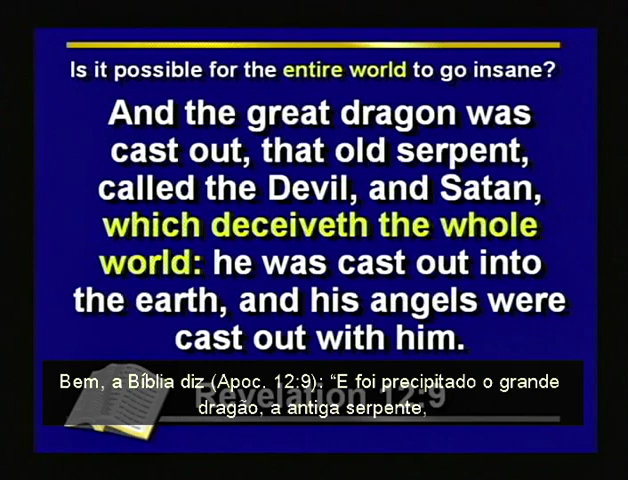 Is it possible for the entire world to go insane?
And the great dragon was
cast out, that old serpent,
called the Devil, and Satan,
which deceiveth the whole
world: he was cast out into
the earth, and his angels were
cast out with him.
Bem, a Bíblia diz (Apoc. 12:9): “E foi precipitado o grande
dragão, a antiga serpente,
Revelation 12:9